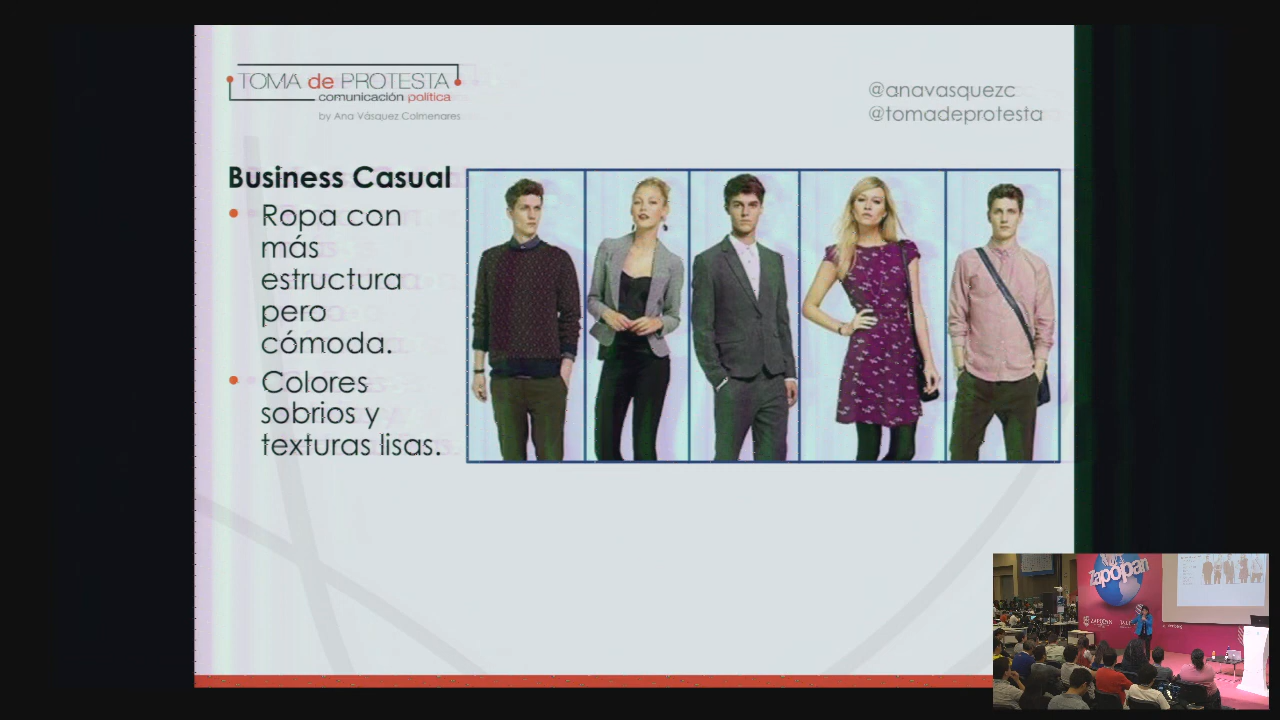 TOMA de PROTESTA
comunicación política
by Ana Vásquez Colmenares
@anavasquezc
@tomadeprotesta
Business Casual
• Ropa con
más
estructura
pero
cómoda.
• Colores
sobrios y
texturas lisas.
Zapopan